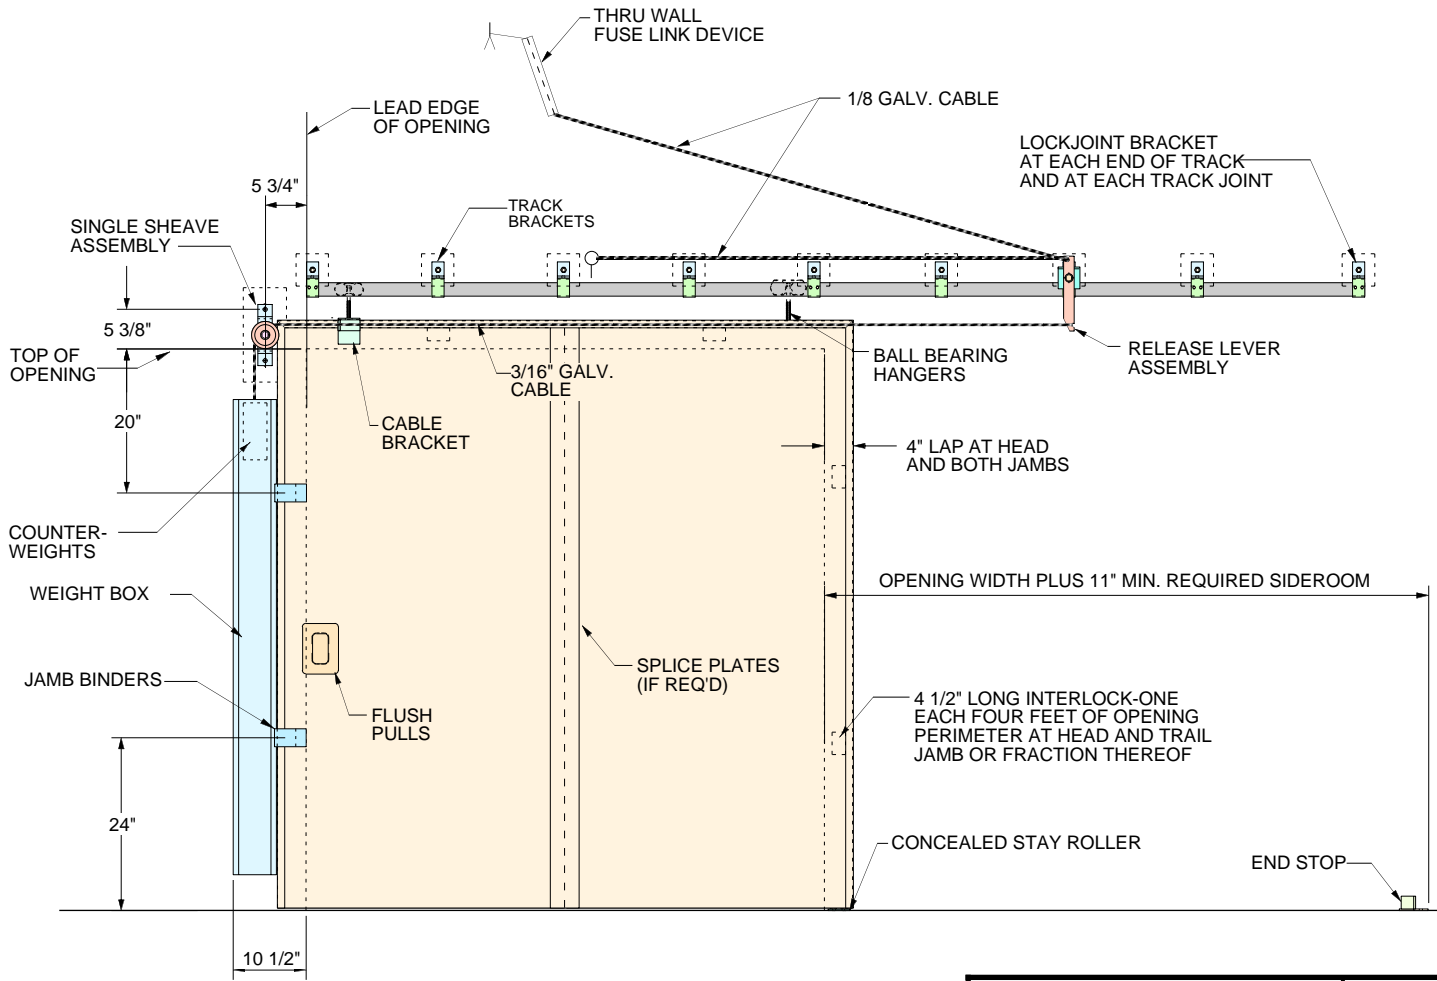 THRU WALL
FUSE LINK DEVICE
1/8 GALV. CABLE
LEAD EDGE
OF OPENING
LOCKJOINT BRACKET
AT EACH END OF TRACK
AND AT EACH TRACK JOINT
5 3/4"
TRACK
BRACKETS
SINGLE SHEAVE
ASSEMBLY
5 3/8"
TOP OF
OPENING
RELEASE LEVER
ASSEMBLY
BALL BEARING
HANGERS
3/16" GALV.
CABLE
20"
CABLE
BRACKET
4" LAP AT HEAD
AND BOTH JAMBS
COUNTER-
WEIGHTS
OPENING WIDTH PLUS 11" MIN. REQUIRED SIDEROOM
WEIGHT BOX
SPLICE PLATES
(IF REQ'D)
JAMB BINDERS
4 1/2" LONG INTERLOCK-ONE
EACH FOUR FEET OF OPENING
PERIMETER AT HEAD AND TRAIL
JAMB OR FRACTION THEREOF
FLUSH
PULLS
24"
CONCEALED STAY ROLLER
END STOP
10 1/2"